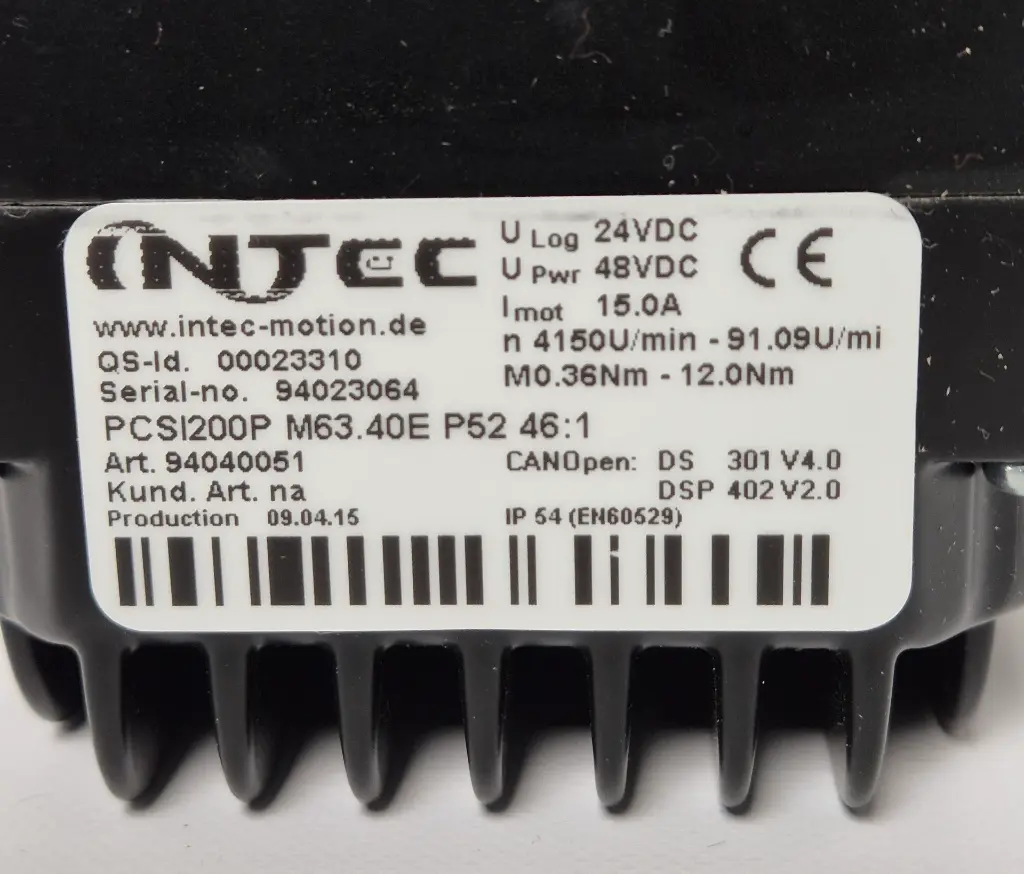 INTEC
www.intec-motion.de
QS-Id. 00023310
Serial-no. 94023064
U Log 24VDC
U Pwr 48VDC
I mot 15.0A
n 4150U/min - 91.09U/mi
M0.36Nm - 12.0Nm
CE
PCSI200P M63.40E P52 46:1
Art. 94040051
Kund. Art. na
Production 09.04.15
CANOpen: DS 301 V4.0
DSP 402 V2.0
IP 54 (EN60529)